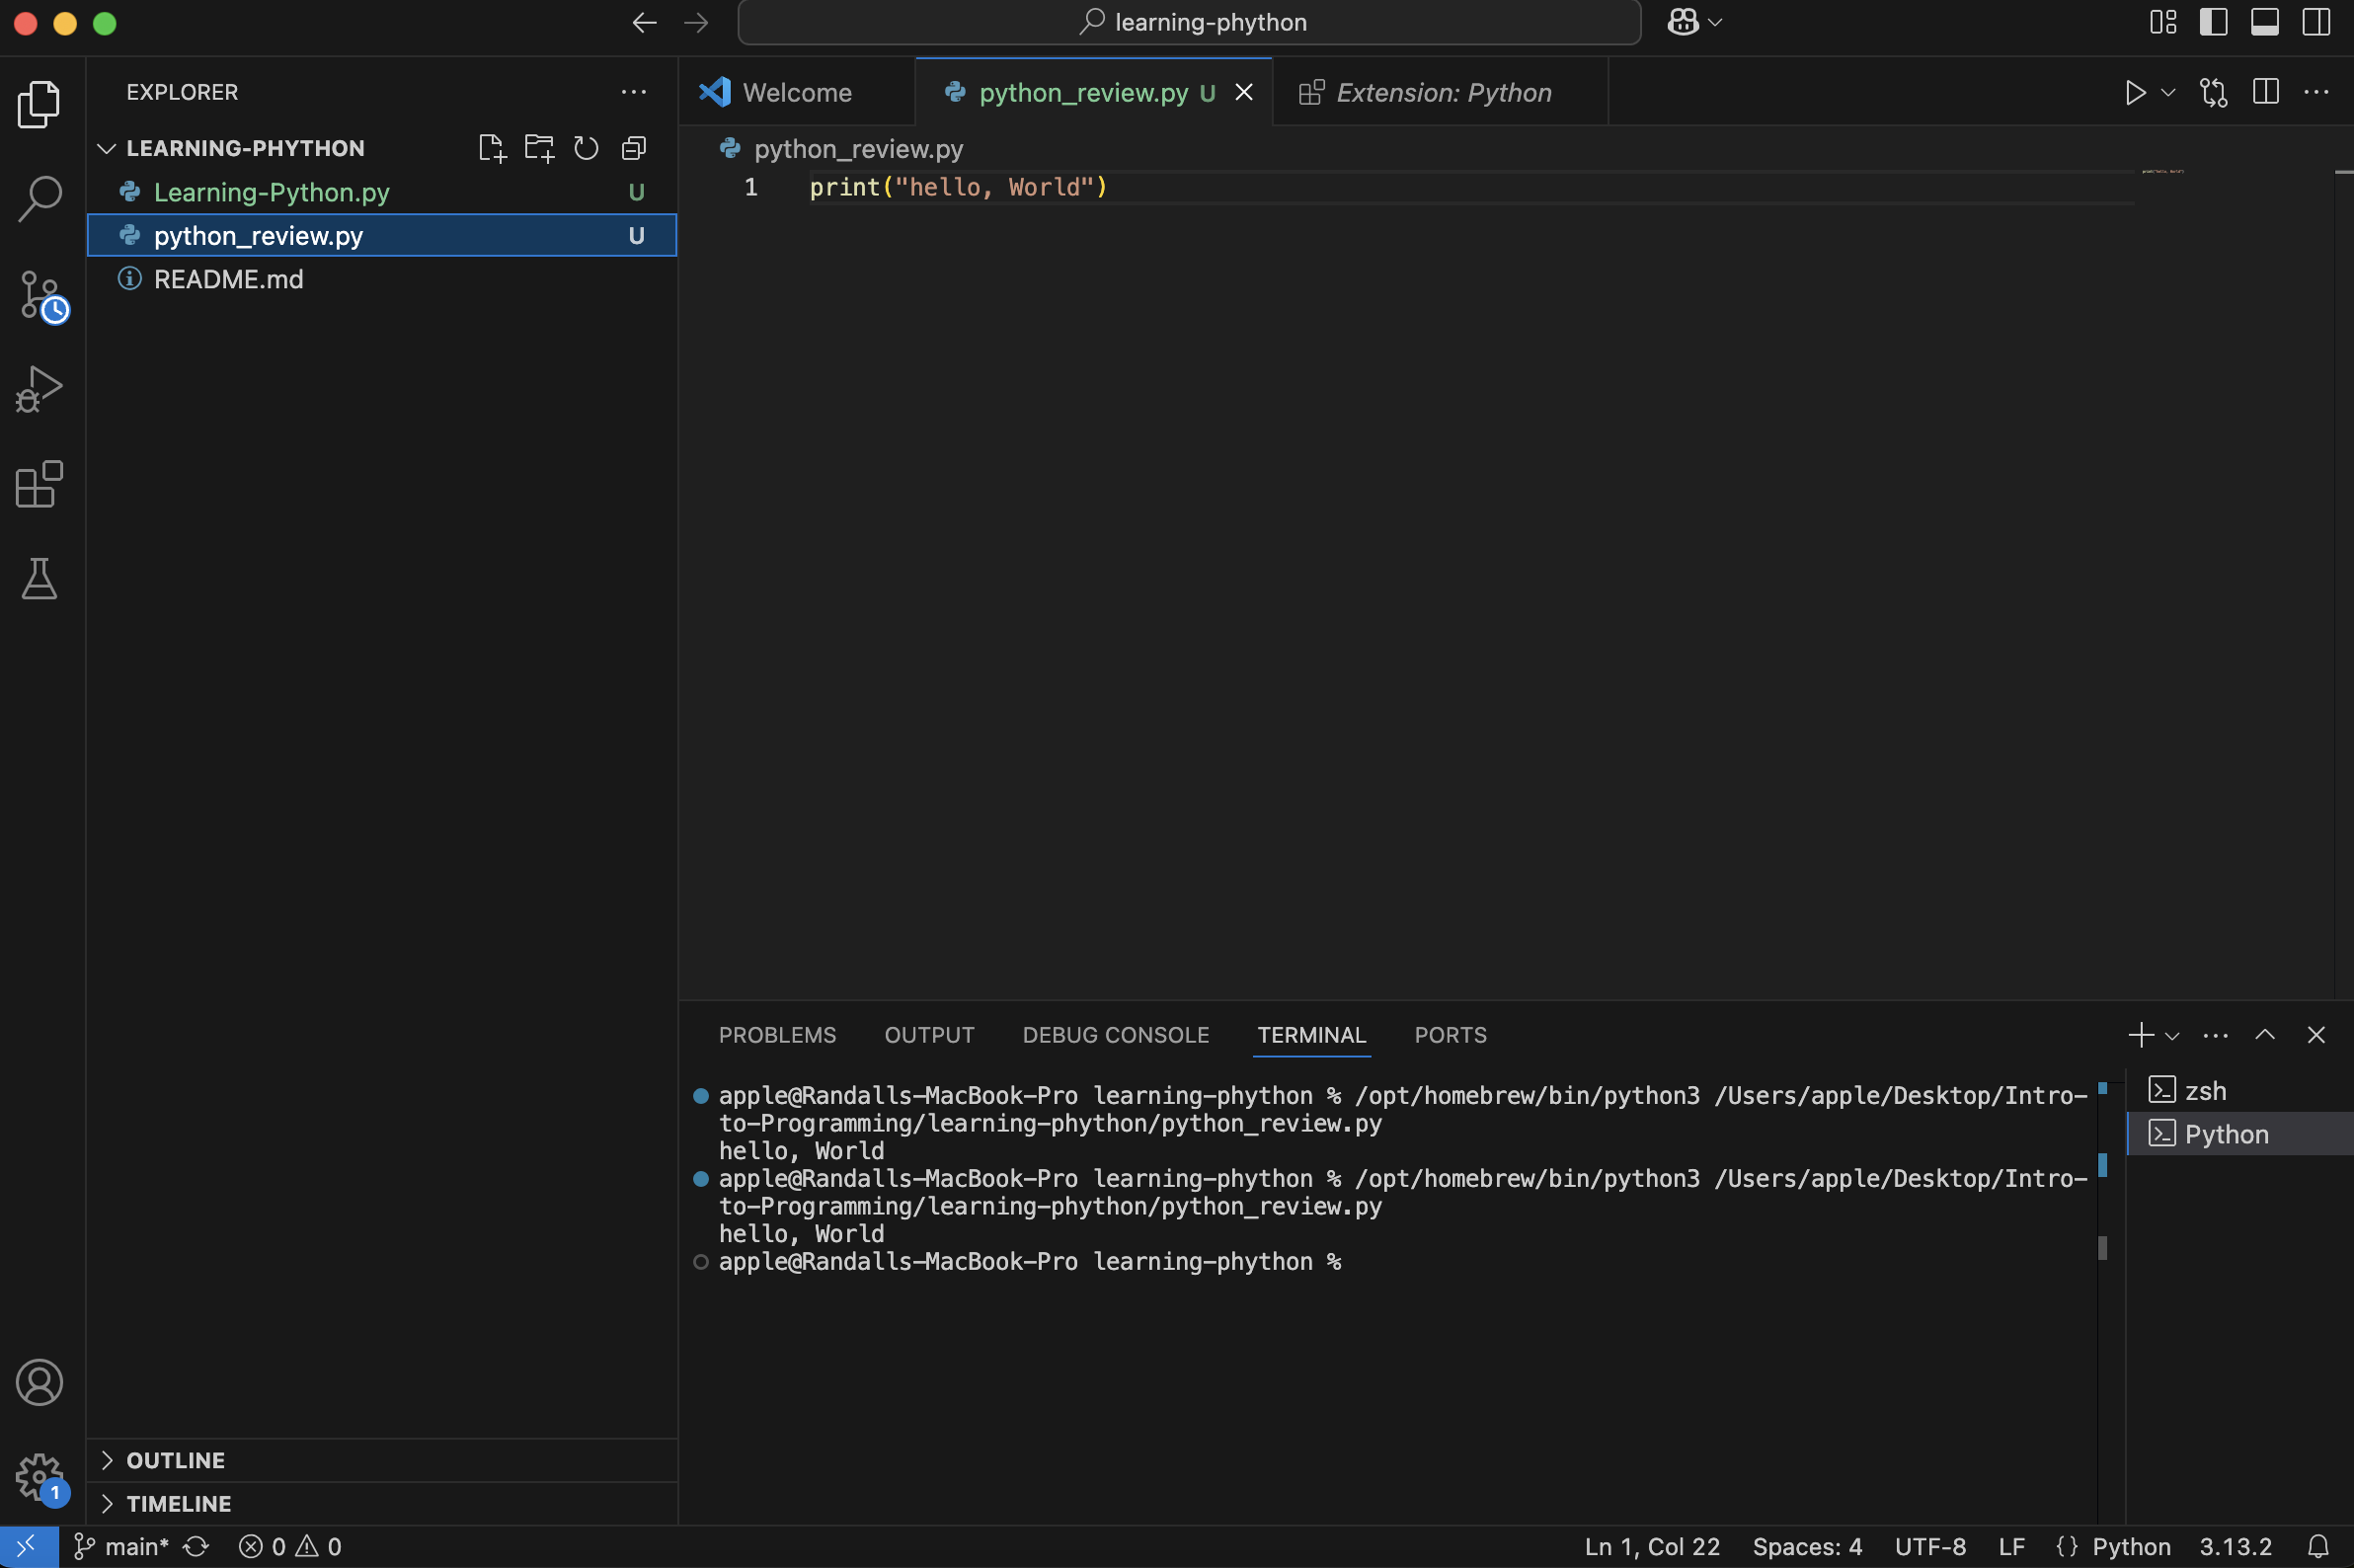 learning-phython
EXPLORER
Welcome
python_review.py U
Extension: Python
LEARNING-PHYTHON
Learning-Python.py U
python_review.py U
README.md
python_review.py
1 print("hello, World")
PROBLEMS OUTPUT DEBUG CONSOLE TERMINAL PORTS
apple@Randalls-MacBook-Pro learning-phython % /opt/homebrew/bin/python3 /Users/apple/Desktop/Intro-
to-Programming/learning-phython/python_review.py
hello, World
apple@Randalls-MacBook-Pro learning-phython % /opt/homebrew/bin/python3 /Users/apple/Desktop/Intro-
to-Programming/learning-phython/python_review.py
hello, World
apple@Randalls-MacBook-Pro learning-phython %
zsh
Python
OUTLINE
TIMELINE
1
main* 0 0 Ln 1, Col 22 Spaces: 4 UTF-8 LF {} Python 3.13.2